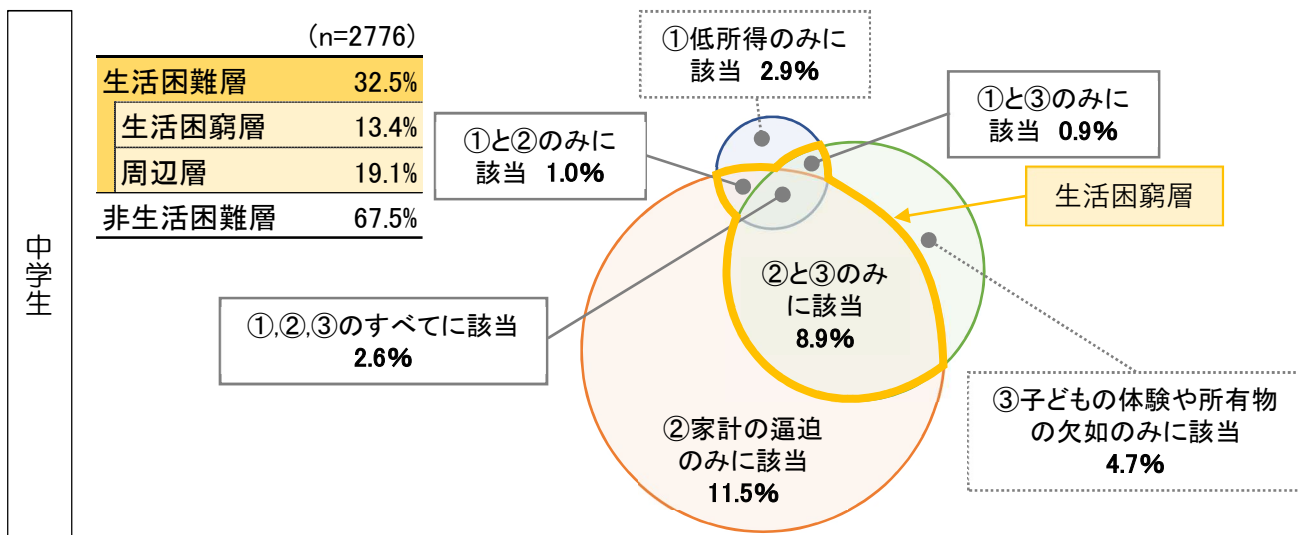 中学生
(n=2776)
生活困難層 32.5%
生活困窮層 13.4%
周辺層 19.1%
非生活困難層 67.5%
①低所得のみに
該当 2.9%
①と③のみに
該当 0.9%
①と②のみに
該当 1.0%
生活困窮層
①,②,③のすべてに該当
2.6%
②と③のみ
に該当
8.9%
②家計の逼迫
のみに該当
11.5%
③子どもの体験や所有物
の欠如のみに該当
4.7%